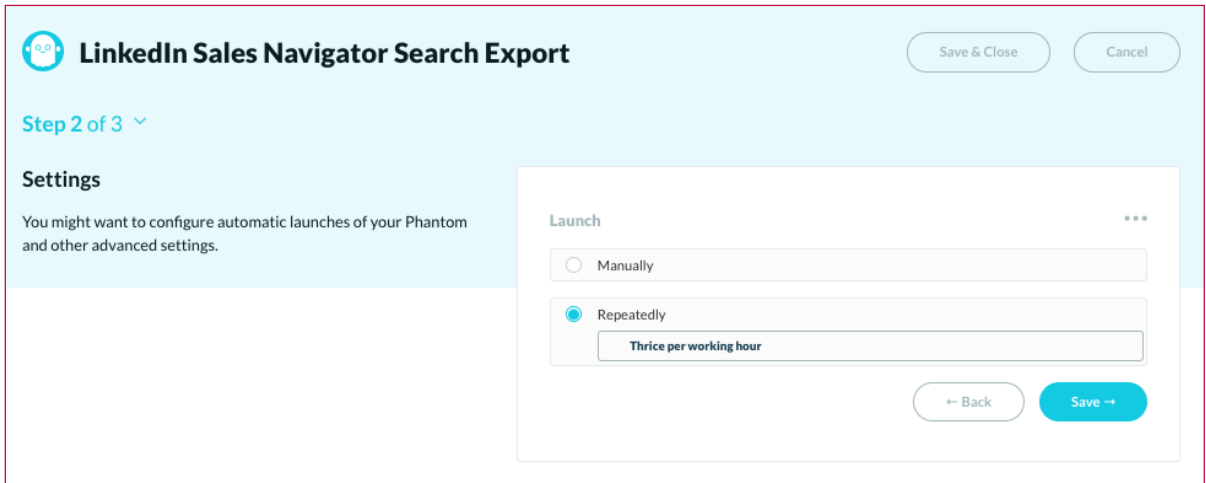 LinkedIn Sales Navigator Search Export
Save & Close
Cancel
Step 2 of 3
Settings
You might want to configure automatic launches of your Phantom
and other advanced settings.
Launch
Manually
Repeatedly
Thrice per working hour
← Back
Save →